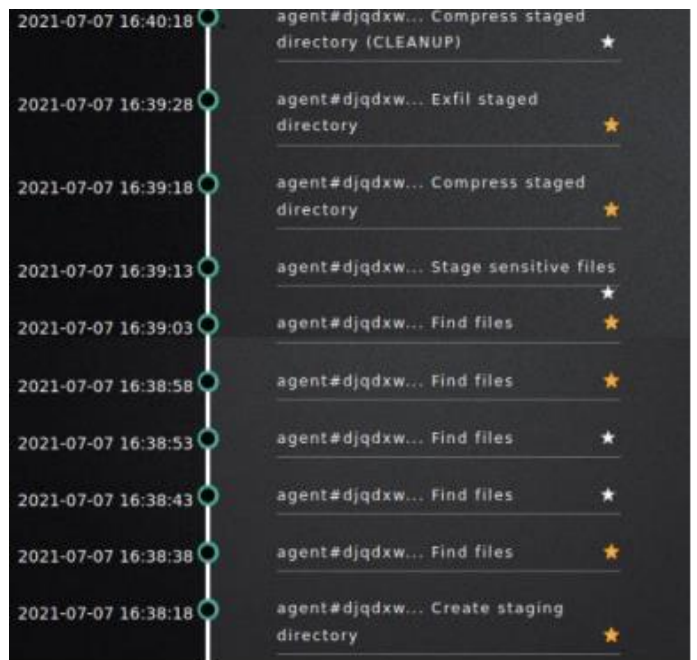 2021-07-07 16:40:18 agent#djqdxw... Compress staged
directory (CLEANUP)
2021-07-07 16:39:28 agent#djqdxw... Exfil staged
directory
2021-07-07 16:39:18 agent#djqdxw... Compress staged
directory
2021-07-07 16:39:13 agent#djqdxw... Stage sensitive files
2021-07-07 16:39:03 agent#djqdxw... Find files
2021-07-07 16:38:58 agent#djqdxw... Find files
2021-07-07 16:38:53 agent#djqdxw... Find files
2021-07-07 16:38:43 agent#djqdxw... Find files
2021-07-07 16:38:38 agent#djqdxw... Find files
2021-07-07 16:38:18 agent#djqdxw... Create staging
directory